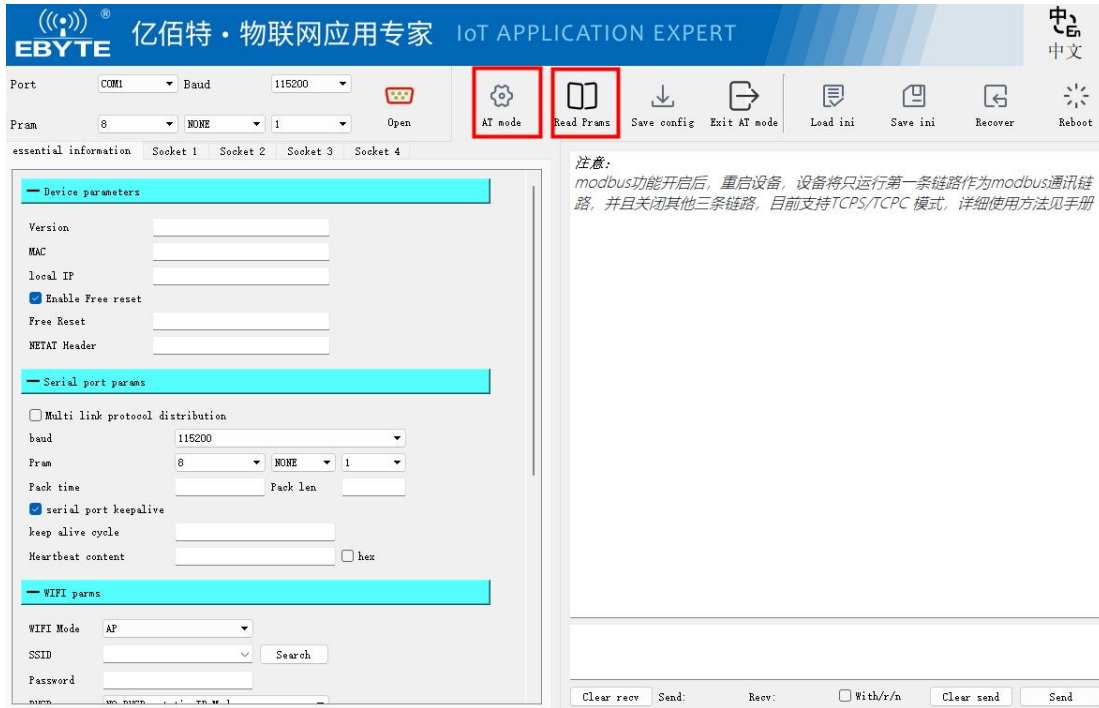 EBYTE ® 亿佰特·物联网应用专家 IoT APPLICATION EXPERT
中 En
中文
Port COM1 Baud 115200
Pram 8 NONE 1 Open
AT mode Read Prams Save config Exit AT mode Load ini Save ini Recover Reboot
essential information Socket 1 Socket 2 Socket 3 Socket 4
Device parameters
Version
MAC
local IP
Enable Free reset
Free Reset
NETAT Header
Serial port params
Multi link protocol distribution
baud 115200
Pram 8 NONE 1
Pack time Pack len
serial port keepalive
keep alive cycle
Heartbeat content hex
WIFI parms
WIFI Mode AP
SSID Search
Password
注意:
modbus功能开启后, 重启设备, 设备将只运行第一条链路作为modbus通讯链
路, 并且关闭其他三条链路, 目前支持TCPS/TCPC 模式, 详细使用方法见手册
Clear recv Send: Recv: With/r/n Clear send Send